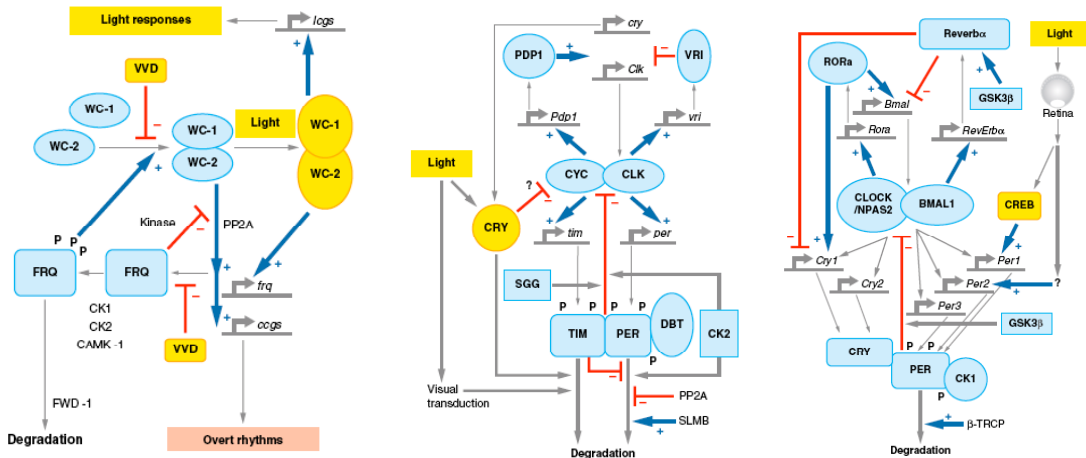 Light responses
lcgs
+
VVD
WC-1
–
WC-2
WC-1
WC-2
+
Light
WC-1
WC-2
Kinase
–
PP2A
P
P
P
FRQ
FRQ
+
frq
–
CK1
CK2
CAMK -1
VVD
+
ccgs
FWD -1
Degradation
Overt rhythms
cry
PDP1
+
–
VRI
Clk
Pdp1
vri
+
+
Light
?
–
CYC
CLK
CRY
+
–
+
tim
per
SGG
–
P
P
P
P
TIM
PER
DBT
CK2
P
–
Visual
transduction
–
PP2A
SLMB
+
Degradation
–
Reverbα
Light
RORa
+
–
+
GSK3β
Bmal
Retina
Rora
RevErbα
+
+
CLOCK
/NPAS2
BMAL1
CREB
+
–
–
+
Cry1
Per1
Cry2
Per2
?
+
Per3
GSK3β
–
P
P
CRY
PER
CK1
P
β-TRCP
+
Degradation